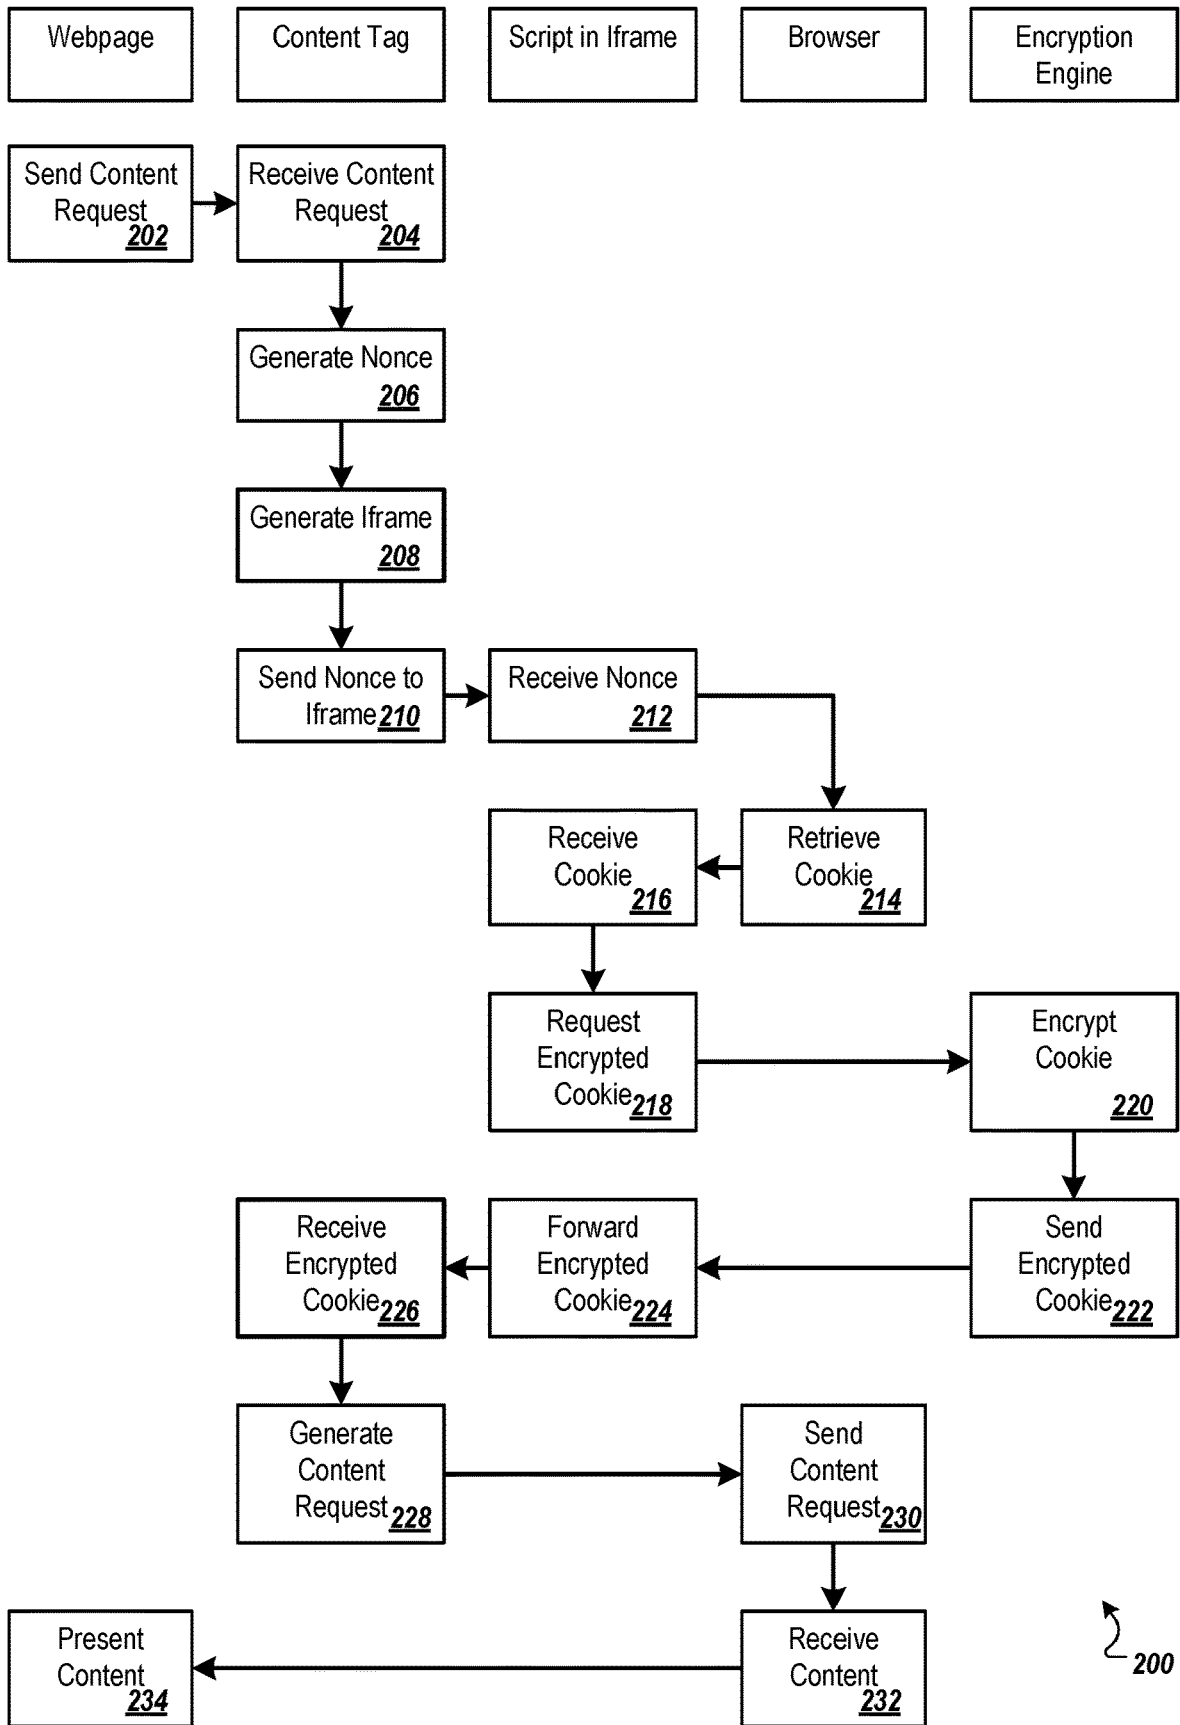 Webpage
Content Tag
Script in Iframe
Browser
Encryption
Engine
Send Content
Request 202
Receive Content
Request 204
Generate Nonce
206
Generate Iframe
208
Send Nonce to
Iframe 210
Receive Nonce
212
Receive
Cookie 216
Retrieve
Cookie 214
Request
Encrypted
Cookie 218
Encrypt
Cookie
220
Receive
Encrypted
Cookie 226
Forward
Encrypted
Cookie 224
Send
Encrypted
Cookie 222
Generate
Content
Request 228
Send
Content
Request 230
Present
Content
234
Receive
Content
232
200